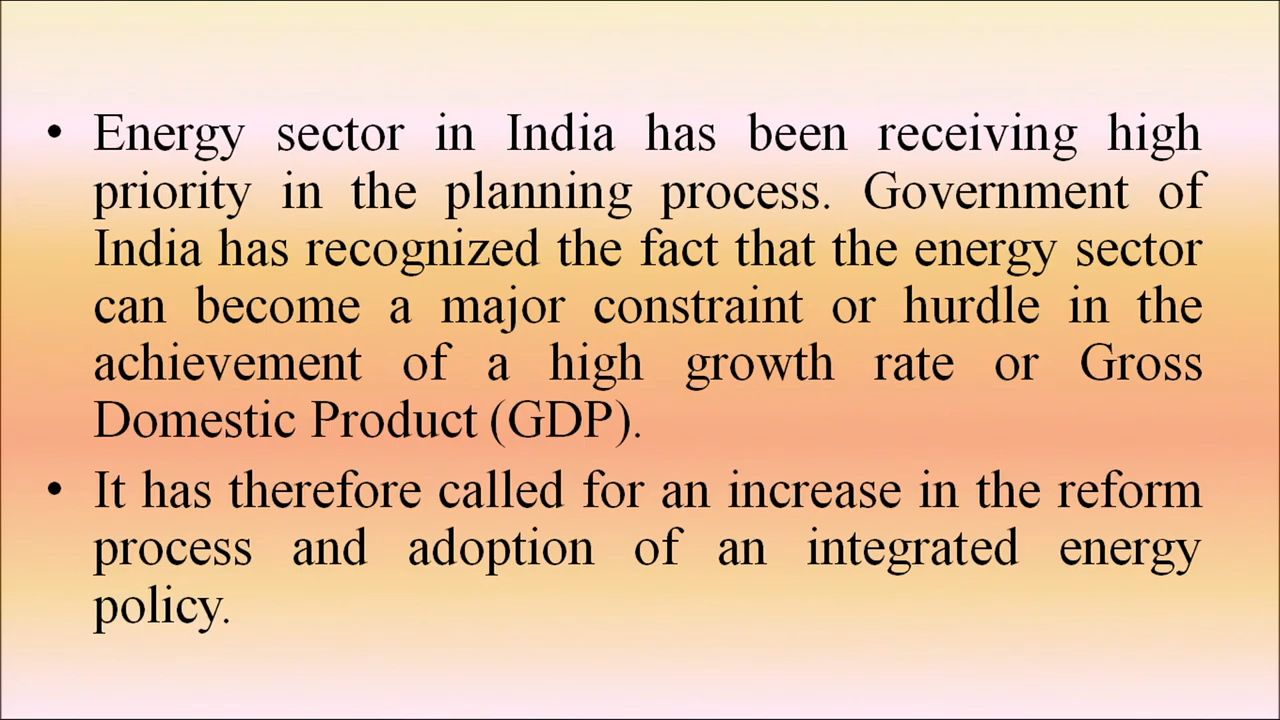 • Energy sector in India has been receiving high
priority in the planning process. Government of
India has recognized the fact that the energy sector
can become a major constraint or hurdle in the
achievement of a high growth rate or Gross
Domestic Product (GDP).
• It has therefore called for an increase in the reform
process and adoption of an integrated energy
policy.